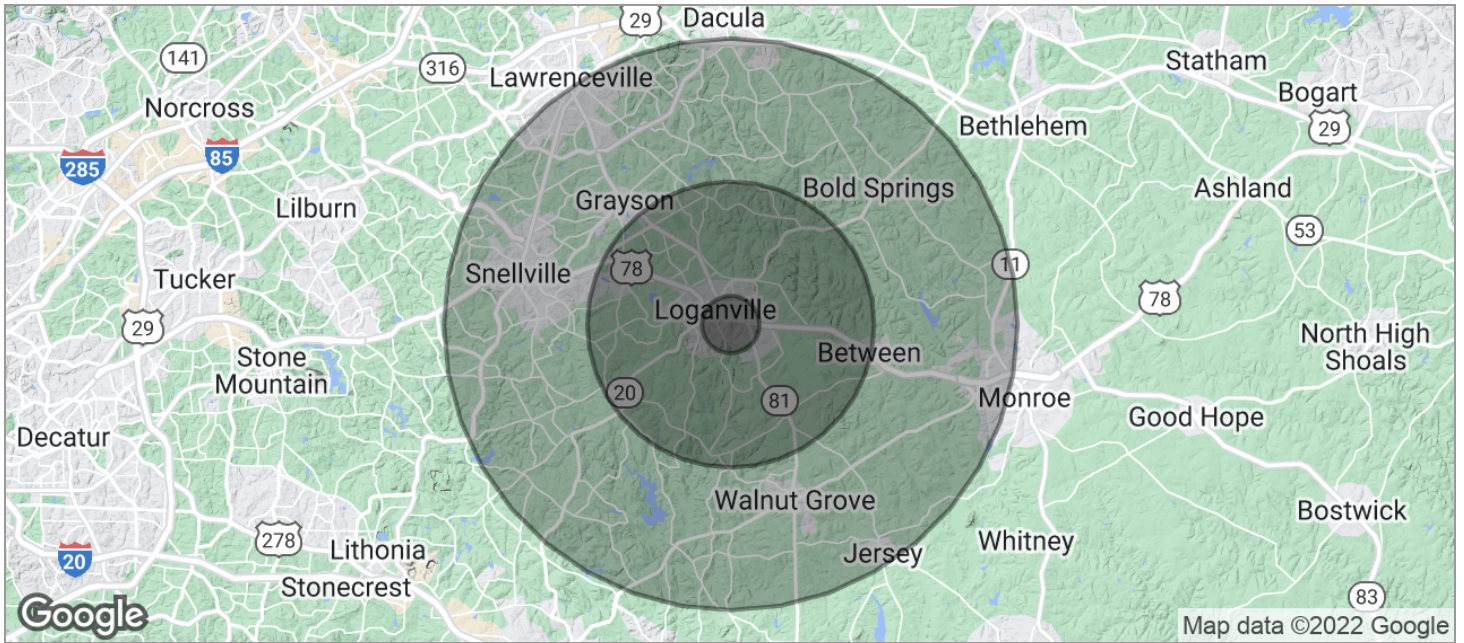 29
Dacula
141
316
Statham
Lawrenceville
Bogart
Norcross
Bethlehem
29
285
85
Bold Springs
Ashland
Grayson
Lilburn
53
78
11
Snellville
Tucker
78
Loganville
29
North High
Shoals
Between
Stone
Mountain
20
81
Monroe
Good Hope
Decatur
Walnut Grove
Bostwick
278
Whitney
Lithonia
Jersey
20
Stonecrest
83
Google
Map data ©2022 Google